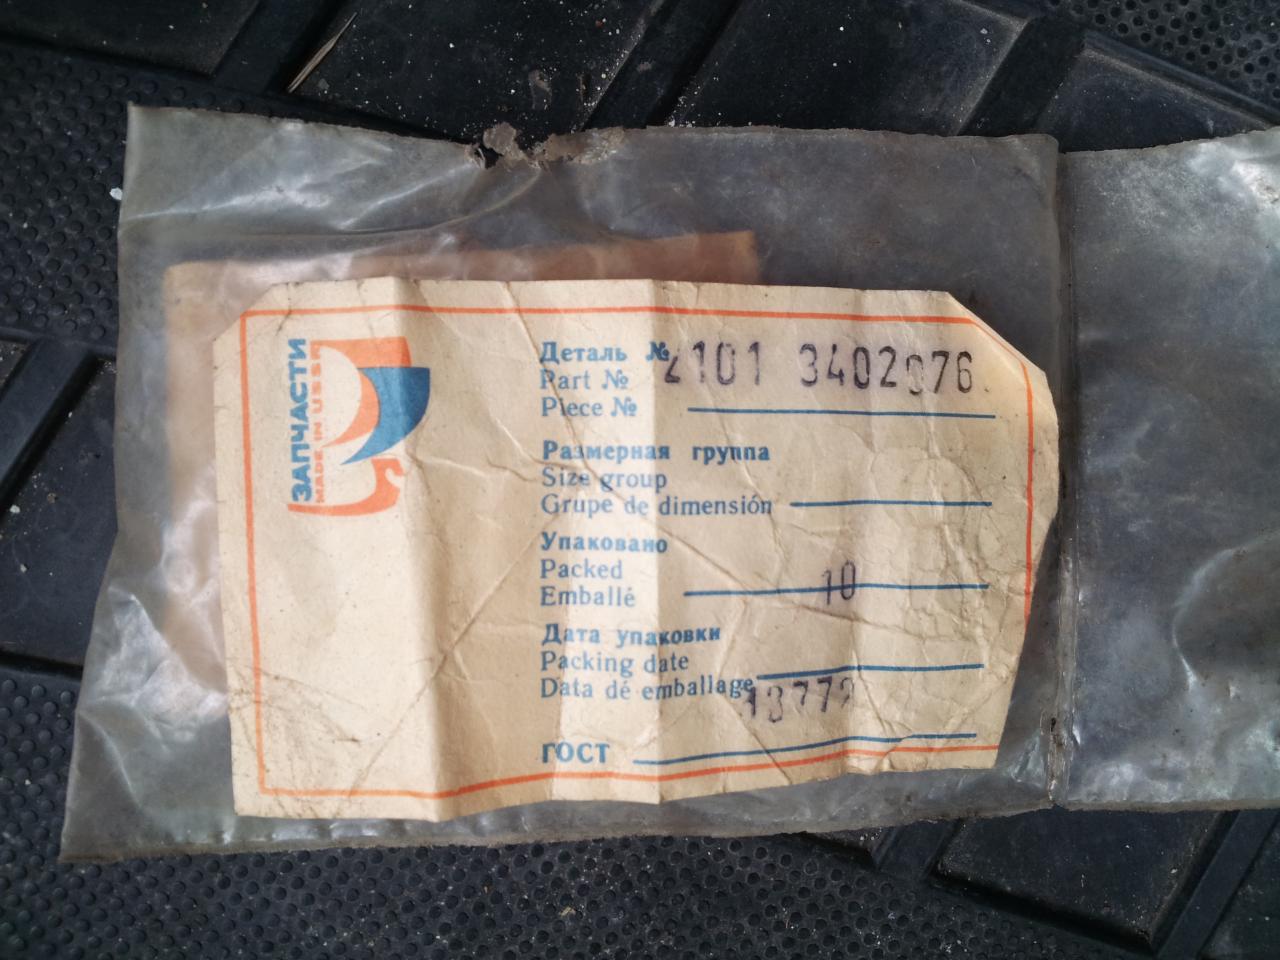 ЗАПЧАСТИ
MADE IN USSR
Деталь № 2101 3402076
Part №
Piece №
Размерная группа
Size group
Grupe de dimensión
Упаковано
Packed 10
Emballé
Дата упаковки
Packing date
Data dé emballage
ГОСТ